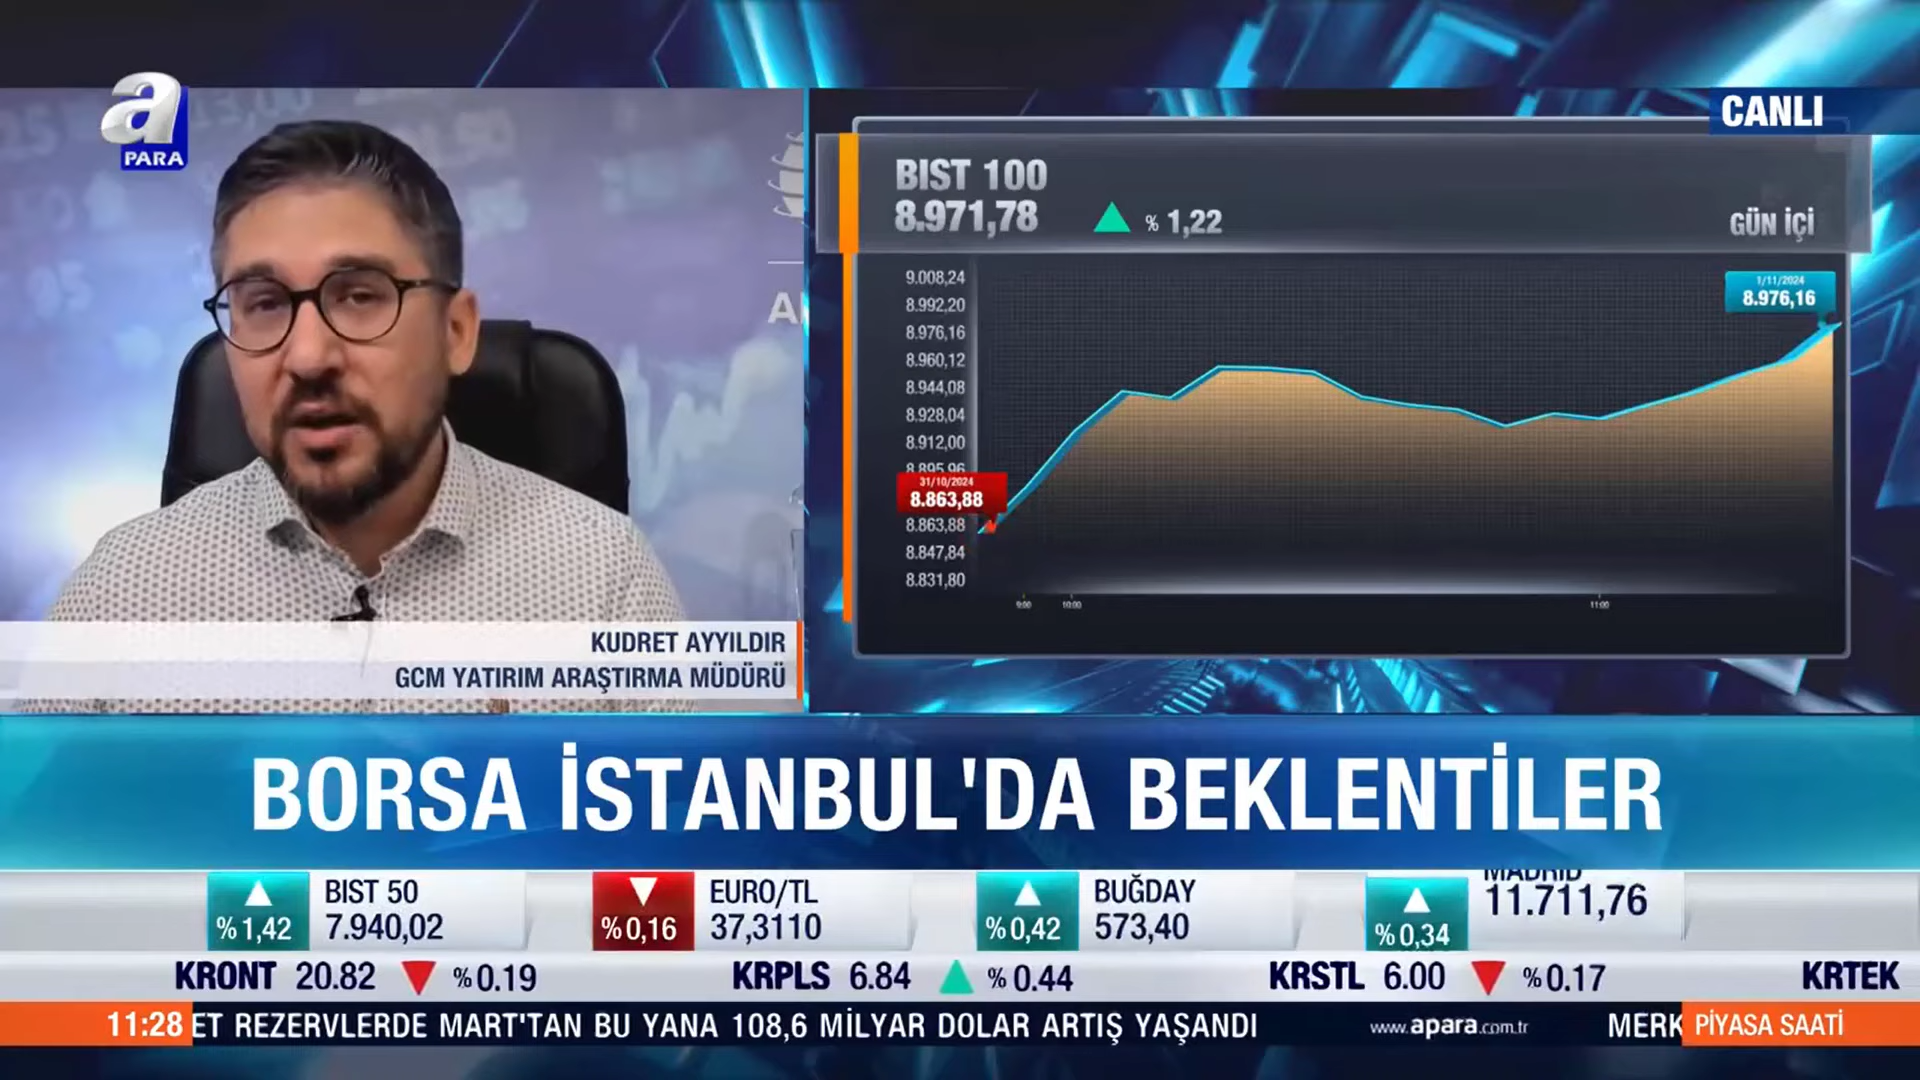 a
PARA
CANLI
BIST 100
8.971,78
% 1,22
GÜN İÇİ
9.008,24
8.992,20
8.976,16
8.960,12
8.944,08
8.928,04
8.912,00
8.895,96
8.863,88
8.847,84
8.831,80
1/11/2024
8.976,16
31/10/2024
8.863,88
9:00 10:00 11:00
KUDRET AYYILDIR
GCM YATIRIM ARAŞTIRMA MÜDÜRÜ
BORSA İSTANBUL'DA BEKLENTİLER
% 1,42 BIST 50 7.940,02
% 0,16 EURO/TL 37,3110
% 0,42 BUĞDAY 573,40
% 0,34 MADRID 11.711,76
KRONT 20.82 %0.19 KRPLS 6.84 % 0.44 KRSTL 6.00 %0.17 KRTEK
11:28 ET REZERVLERDE MART'TAN BU YANA 108,6 MİLYAR DOLAR ARTIŞ YAŞANDI www.apara.com.tr MERK PİYASA SAATİ